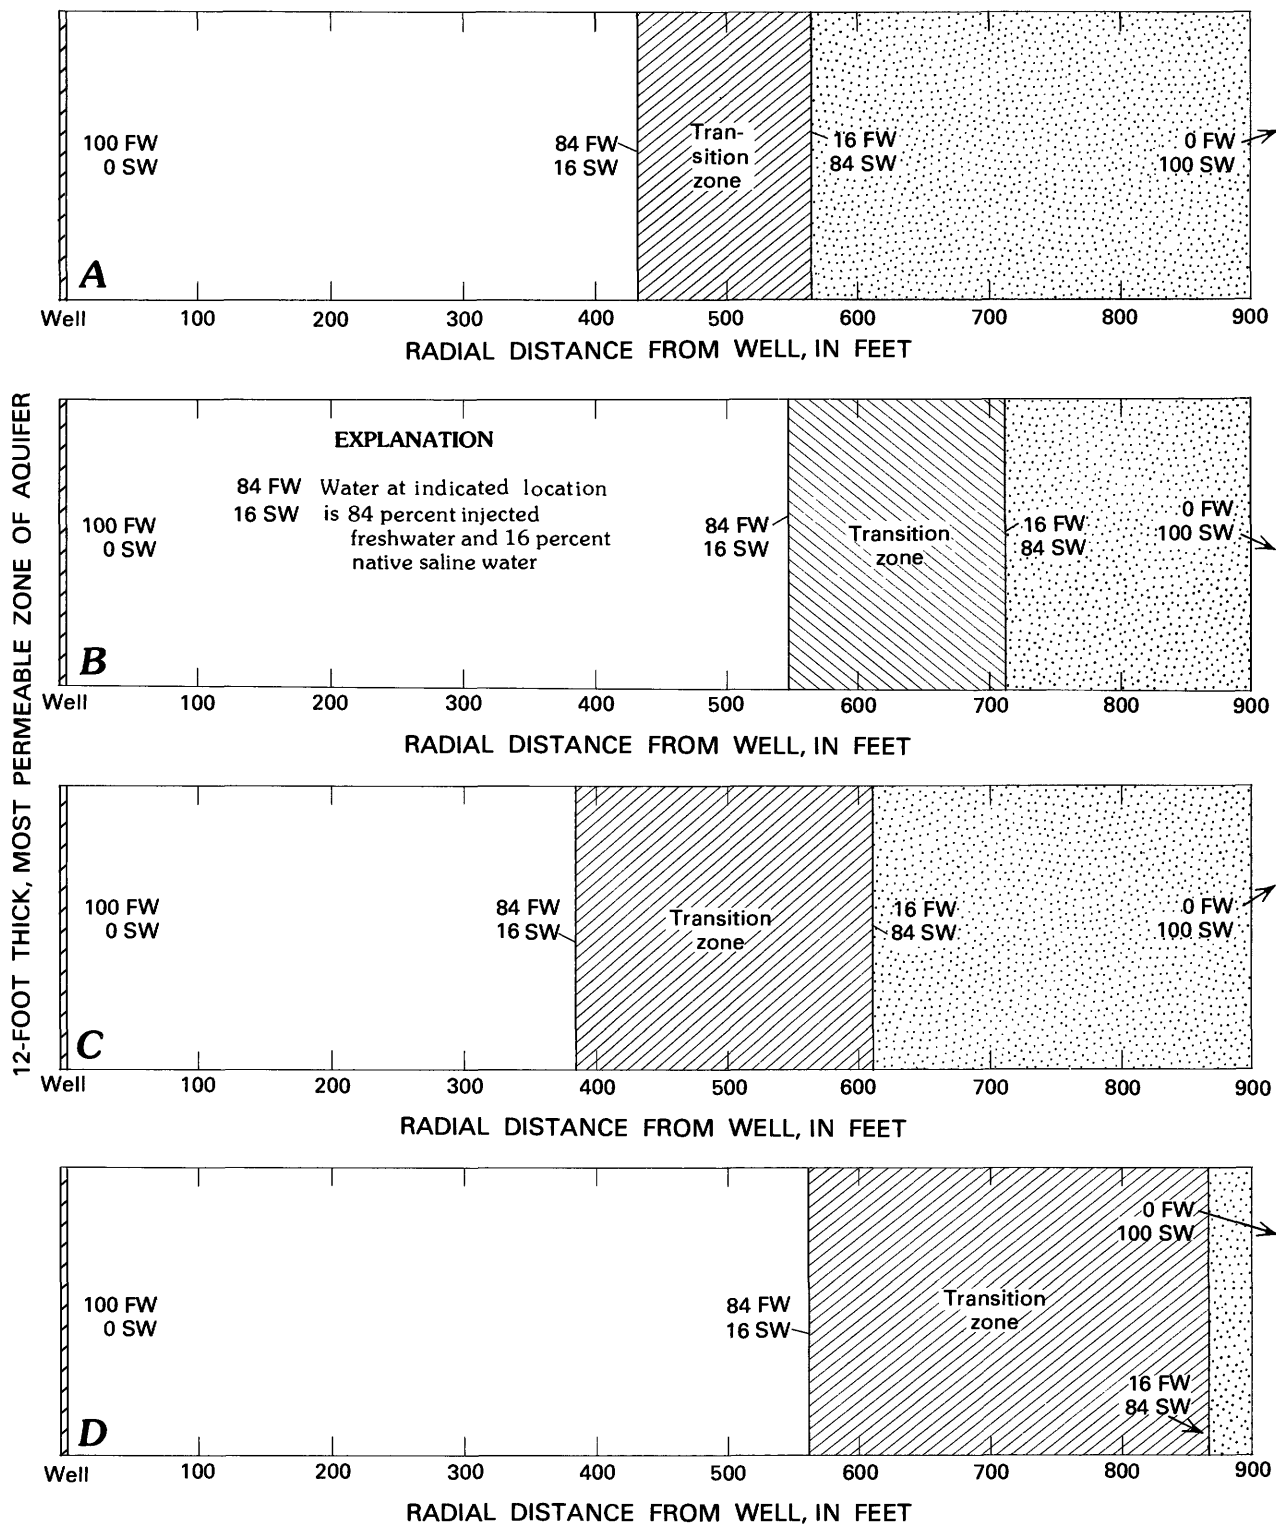 12-FOOT THICK, MOST PERMEABLE ZONE OF AQUIFER
100 FW
0 SW
84 FW
16 SW
Tran-
sition
zone
16 FW
84 SW
0 FW
100 SW
A
Well 100 200 300 400 500 600 700 800 900
RADIAL DISTANCE FROM WELL, IN FEET
EXPLANATION
84 FW Water at indicated location
16 SW is 84 percent injected
freshwater and 16 percent
native saline water
100 FW
0 SW
84 FW
16 SW
Transition
zone
16 FW
84 SW
0 FW
100 SW
B
Well 100 200 300 400 500 600 700 800 900
RADIAL DISTANCE FROM WELL, IN FEET
100 FW
0 SW
84 FW
16 SW
Transition
zone
16 FW
84 SW
0 FW
100 SW
C
Well 100 200 300 400 500 600 700 800 900
RADIAL DISTANCE FROM WELL, IN FEET
0 FW
100 SW
100 FW
0 SW
84 FW
16 SW
Transition
zone
16 FW
84 SW
D
Well 100 200 300 400 500 600 700 800 900
RADIAL DISTANCE FROM WELL, IN FEET